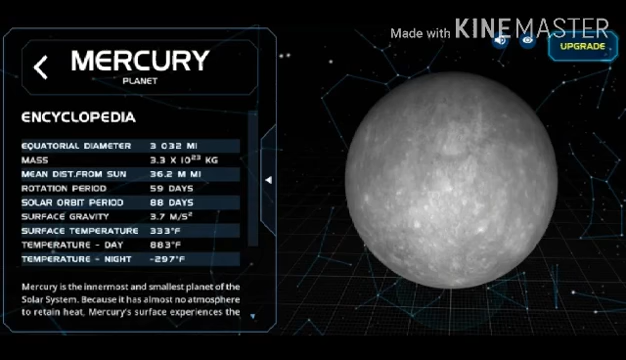 Made with KINEMASTER
UPGRADE
MERCURY
PLANET
ENCYCLOPEDIA
EQUATORIAL DIAMETER 3 032 MI
MASS 3.3 X 10²³ KG
MEAN DIST.FROM SUN 36.2 M MI
ROTATION PERIOD 59 DAYS
SOLAR ORBIT PERIOD 88 DAYS
SURFACE GRAVITY 3.7 M/S²
SURFACE TEMPERATURE 333°F
TEMPERATURE - DAY 883°F
TEMPERATURE - NIGHT -297°F
Mercury is the innermost and smallest planet of the
Solar System. Because it has almost no atmosphere
to retain heat, Mercury's surface experiences the